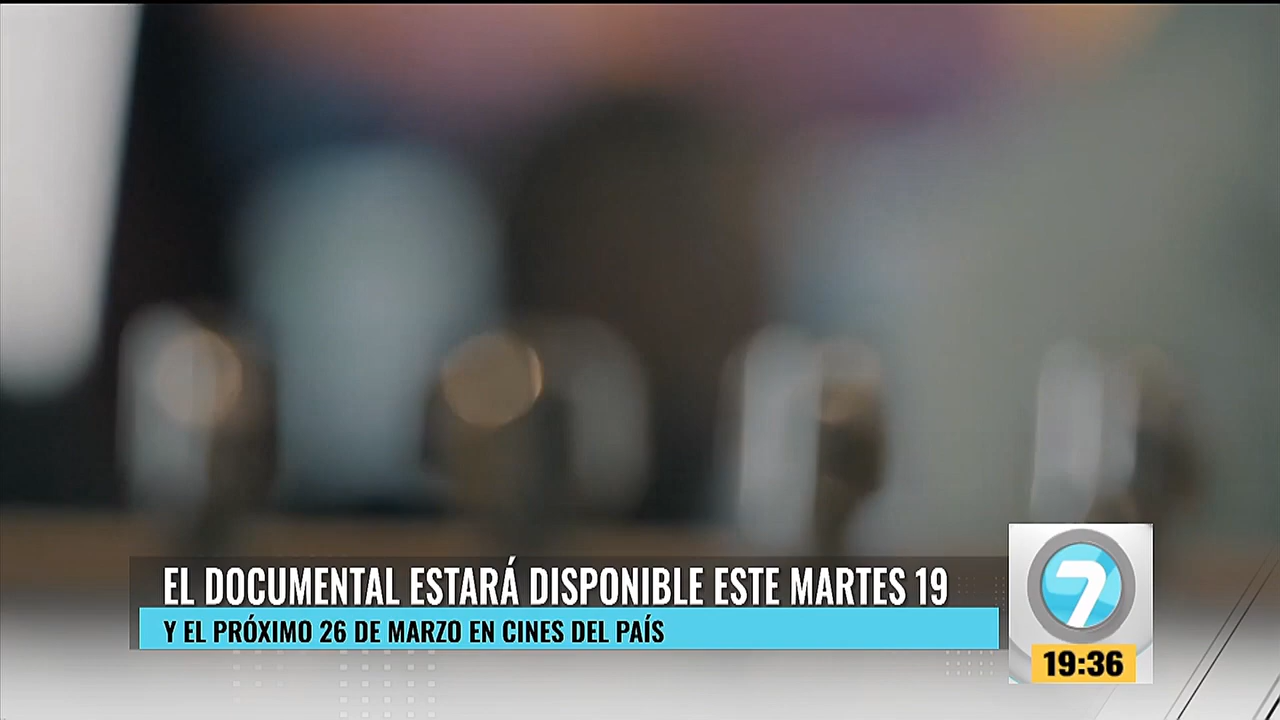 EL DOCUMENTAL ESTARÁ DISPONIBLE ESTE MARTES 19
Y EL PRÓXIMO 26 DE MARZO EN CINES DEL PAÍS
7
19:36